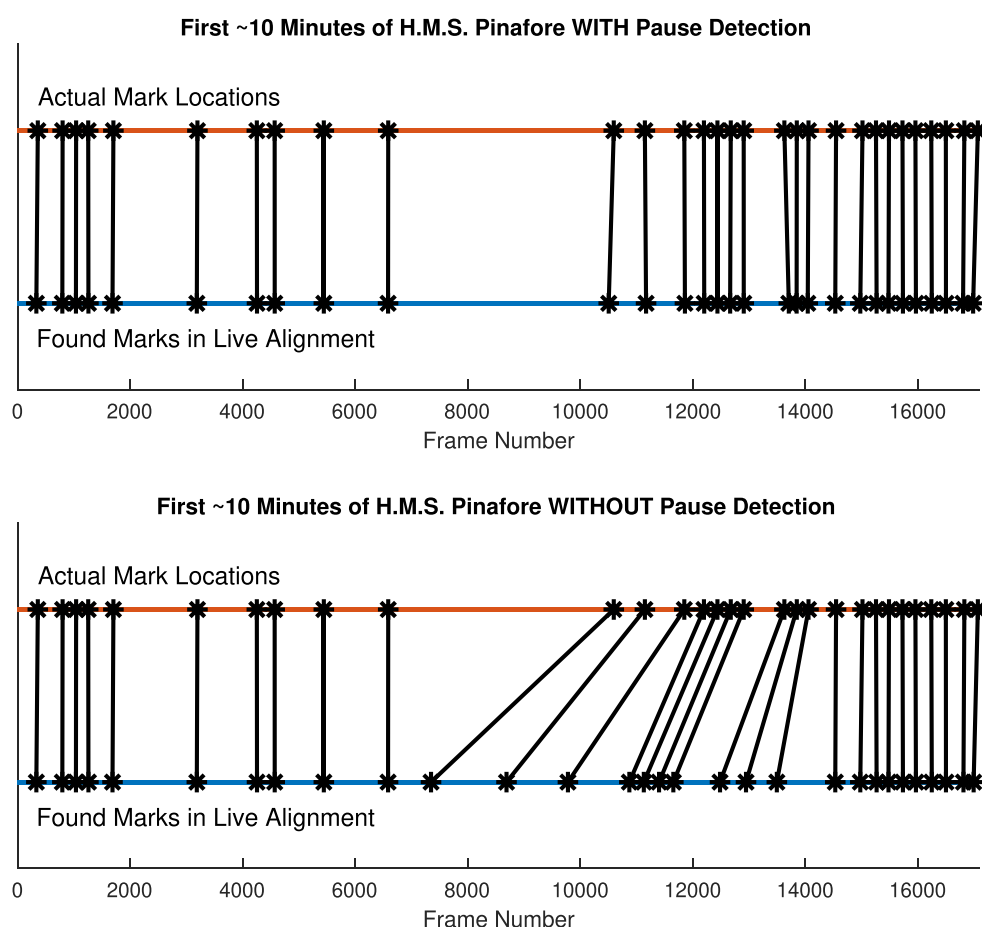 First ~10 Minutes of H.M.S. Pinafore WITH Pause Detection
Actual Mark Locations
Found Marks in Live Alignment
0 2000 4000 6000 8000 10000 12000 14000 16000
Frame Number
First ~10 Minutes of H.M.S. Pinafore WITHOUT Pause Detection
Actual Mark Locations
Found Marks in Live Alignment
0 2000 4000 6000 8000 10000 12000 14000 16000
Frame Number